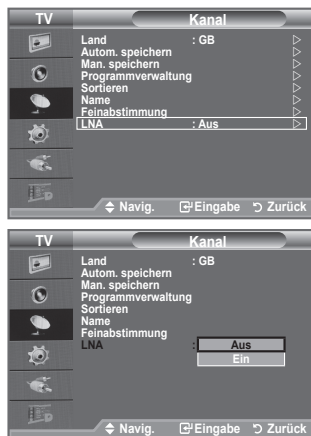 TV Kanal
Land : GB
Autom. speichern
Man. speichern
Programmverwaltung
Sortieren
Name
Feinabstimmung
LNA : Aus
Navig. Eingabe Zurück
TV Kanal
Land : GB
Autom. speichern
Man. speichern
Programmverwaltung
Sortieren
Name
Feinabstimmung
LNA : Aus
Ein
Navig. Eingabe Zurück